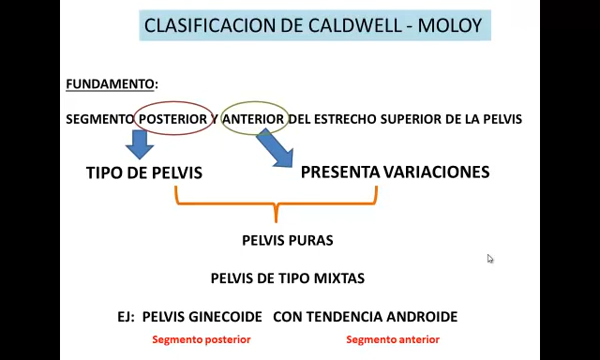 CLASIFICACION DE CALDWELL - MOLOY
FUNDAMENTO:
SEGMENTO POSTERIOR Y ANTERIOR DEL ESTRECHO SUPERIOR DE LA PELVIS
TIPO DE PELVIS PRESENTA VARIACIONES
PELVIS PURAS
PELVIS DE TIPO MIXTAS
EJ: PELVIS GINECOIDE CON TENDENCIA ANDROIDE
Segmento posterior Segmento anterior